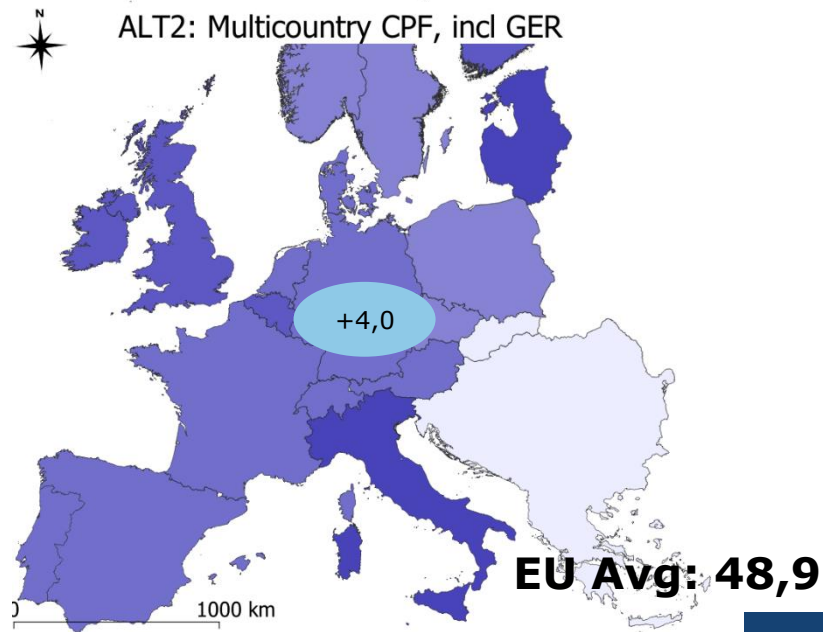 N
ALT2: Multicountry CPF, incl GER
+4,0
EU Avg: 48,9
0 1000 km